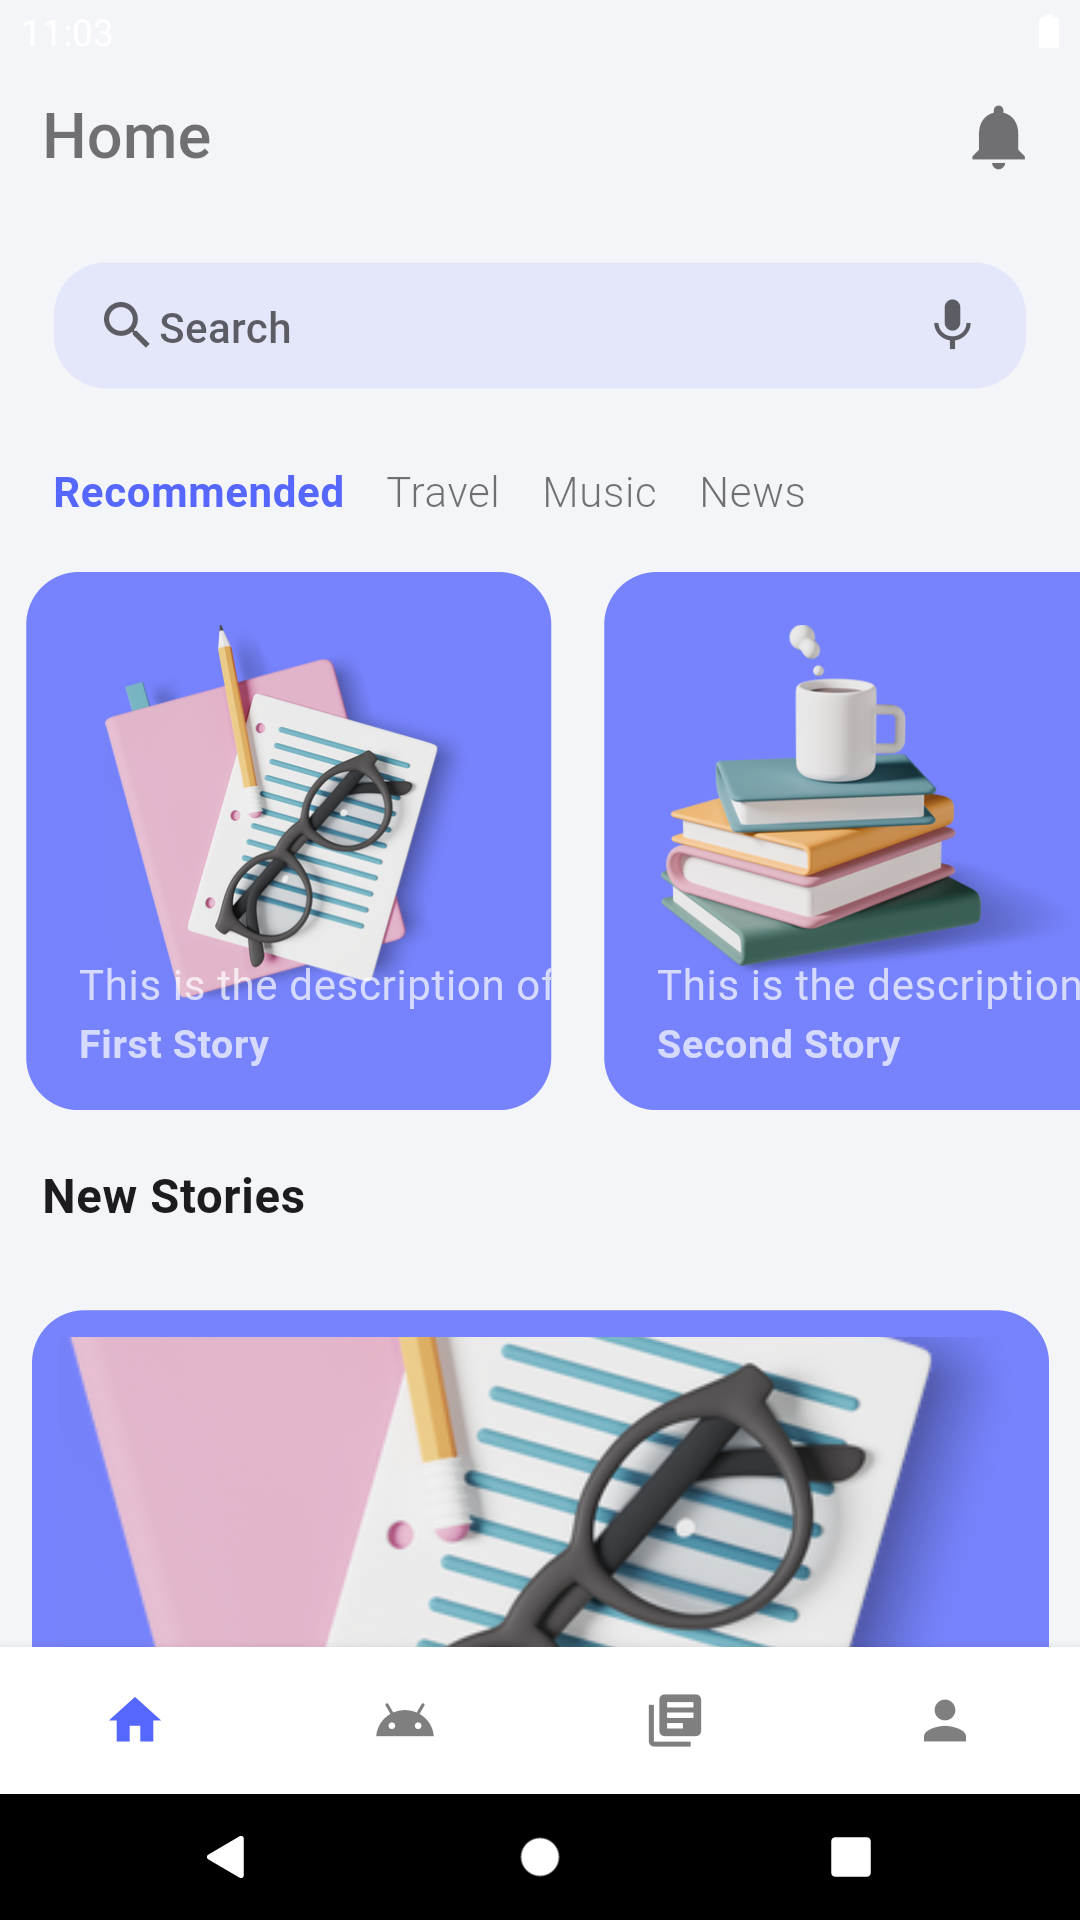 11:03
Home
Search
Recommended Travel Music News
This is the description of
First Story
This is the description
Second Story
New Stories